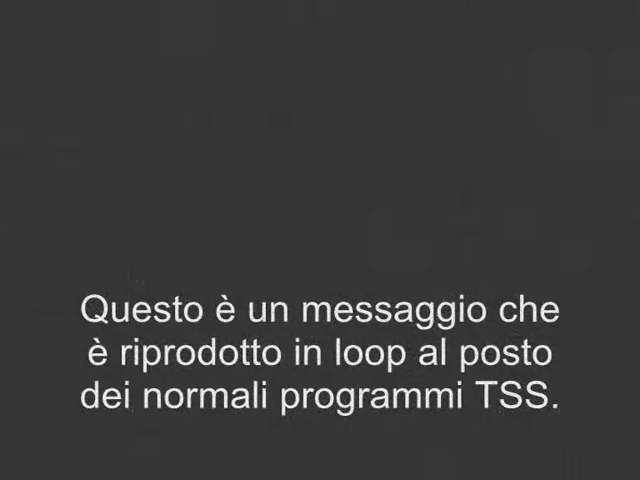 Questo è un messaggio che
è riprodotto in loop al posto
dei normali programmi TSS.